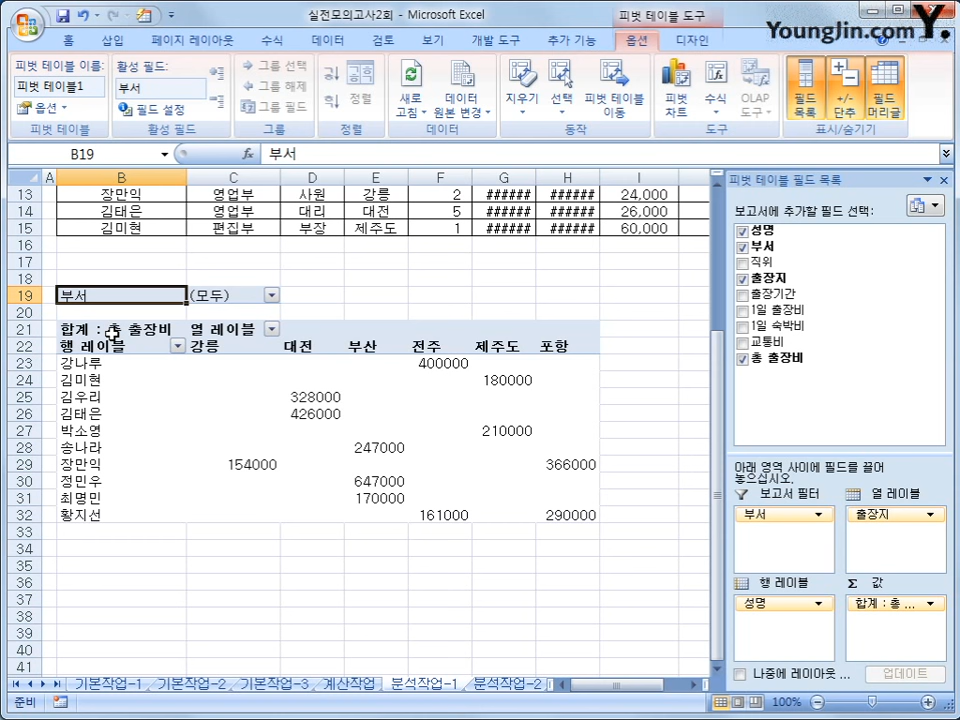 실전모의고사2회 - Microsoft Excel
피벗 테이블 도구
YoungJin.com Y.
홈 삽입 페이지 레이아웃 수식 데이터 검토 보기 개발 도구 추가 기능 옵션 디자인
피벗 테이블 이름:
피벗 테이블1
옵션
피벗 테이블
활성 필드:
부서
필드 설정
활성 필드
그룹 선택
그룹 해제
그룹 필드
그룹
정렬
정렬
새로 고침
데이터 원본 변경
데이터
지우기
선택
피벗 테이블 이동
동작
피벗 차트
수식
OLAP 도구
도구
필드 목록
+/- 단추
필드 머리글
표시/숨기기
B19 fx 부서
A B C D E F G H I
13 장만익 영업부 사원 강릉 2 ###### ###### 24,000
14 김태은 영업부 대리 대전 5 ###### ###### 26,000
15 김미현 편집부 부장 제주도 1 ###### ###### 60,000
16
17
18
19 부서 (모두)
20
21 합계 : 총 출장비 열 레이블
22 행 레이블 강릉 대전 부산 전주 제주도 포항
23 강나루 400000
24 김미현 180000
25 김우리 328000
26 김태은 426000
27 박소영 210000
28 송나라 247000
29 장만익 154000 366000
30 정민우 647000
31 최명민 170000
32 황지선 161000 290000
33
34
35
36
37
38
39
40
41
피벗 테이블 필드 목록
보고서에 추가할 필드 선택:
성명
부서
직위
출장지
출장기간
1일 출장비
1일 숙박비
교통비
총 출장비
아래 영역 사이에 필드를 끌어
놓으십시오.
보고서 필터 열 레이블
부서 출장지
행 레이블 Σ 값
성명 합계 : 총 ...
나중에 레이아웃 ... 업데이트
기본작업-1 기본작업-2 기본작업-3 계산작업 분석작업-1 분석작업-2
준비 100%